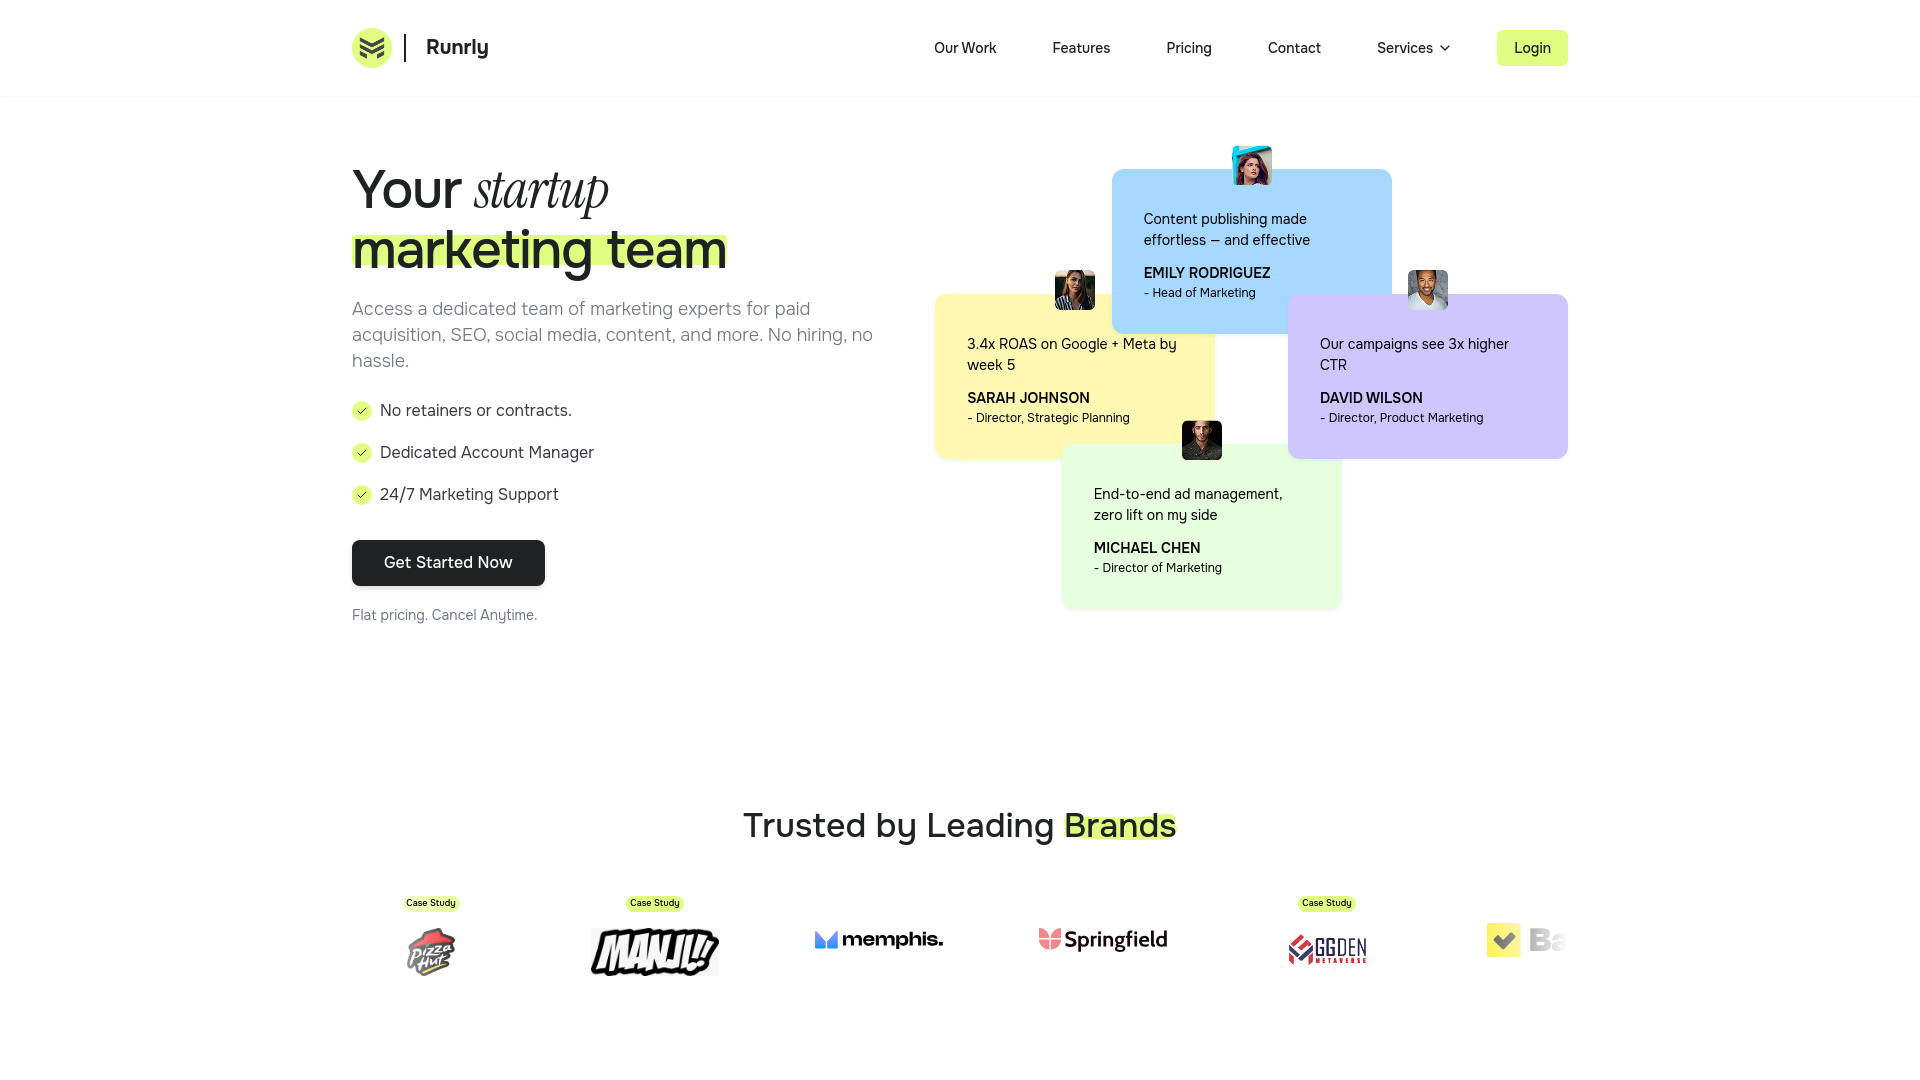 Runrly
Our Work
Features
Pricing
Contact
Services
Login
Your startup
marketing team
Access a dedicated team of marketing experts for paid
acquisition, SEO, social media, content, and more. No hiring, no
hassle.
No retainers or contracts.
Dedicated Account Manager
24/7 Marketing Support
Get Started Now
Flat pricing. Cancel Anytime.
Content publishing made
effortless — and effective
EMILY RODRIGUEZ
- Head of Marketing
3.4x ROAS on Google + Meta by
week 5
SARAH JOHNSON
- Director, Strategic Planning
Our campaigns see 3x higher
CTR
DAVID WILSON
- Director, Product Marketing
End-to-end ad management,
zero lift on my side
MICHAEL CHEN
- Director of Marketing
Trusted by Leading Brands
Case Study
Pizza
Hut
Case Study
MANJI!!
memphis.
Springfield
Case Study
GGDEN
METAVERSE
Ba